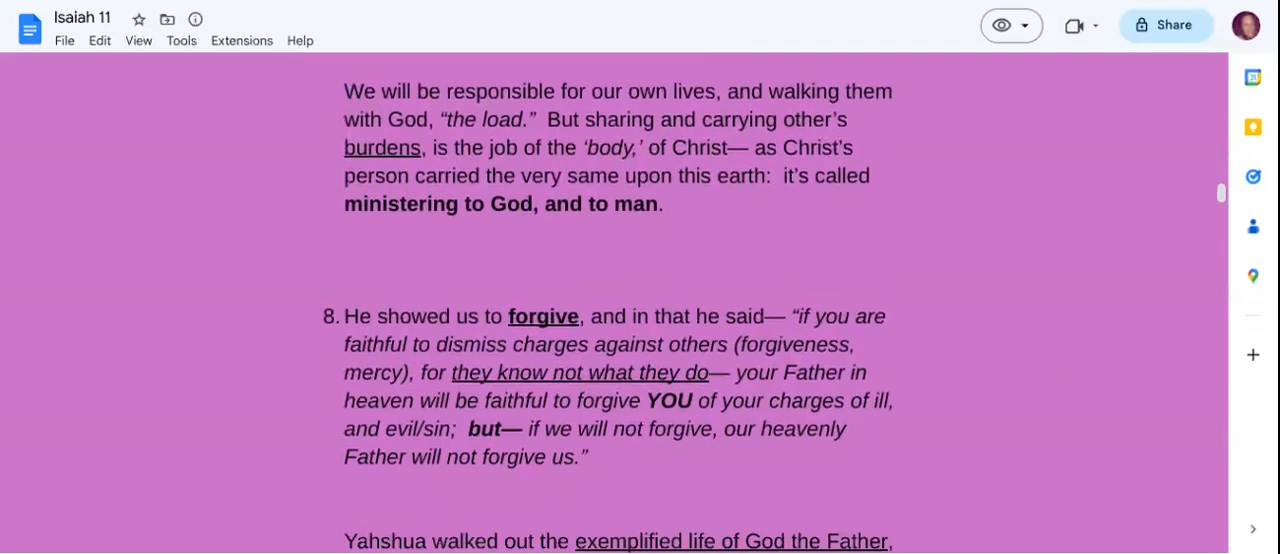 Isaiah 11
File Edit View Tools Extensions Help
Share
We will be responsible for our own lives, and walking them
with God, “the load.” But sharing and carrying other’s
burdens, is the job of the ‘body,’ of Christ— as Christ’s
person carried the very same upon this earth: it’s called
ministering to God, and to man.
8. He showed us to forgive, and in that he said— “if you are
faithful to dismiss charges against others (forgiveness,
mercy), for they know not what they do— your Father in
heaven will be faithful to forgive YOU of your charges of ill,
and evil/sin; but— if we will not forgive, our heavenly
Father will not forgive us.”
Yahshua walked out the exemplified life of God the Father,